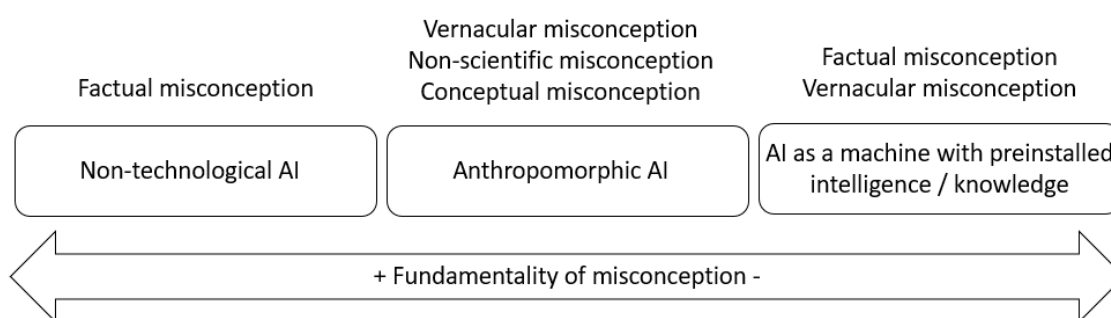 Factual misconception
Vernacular misconception
Non-scientific misconception
Conceptual misconception
Factual misconception
Vernacular misconception
Non-technological AI
Anthropomorphic AI
AI as a machine with preinstalled
intelligence / knowledge
+ Fundamentality of misconception -